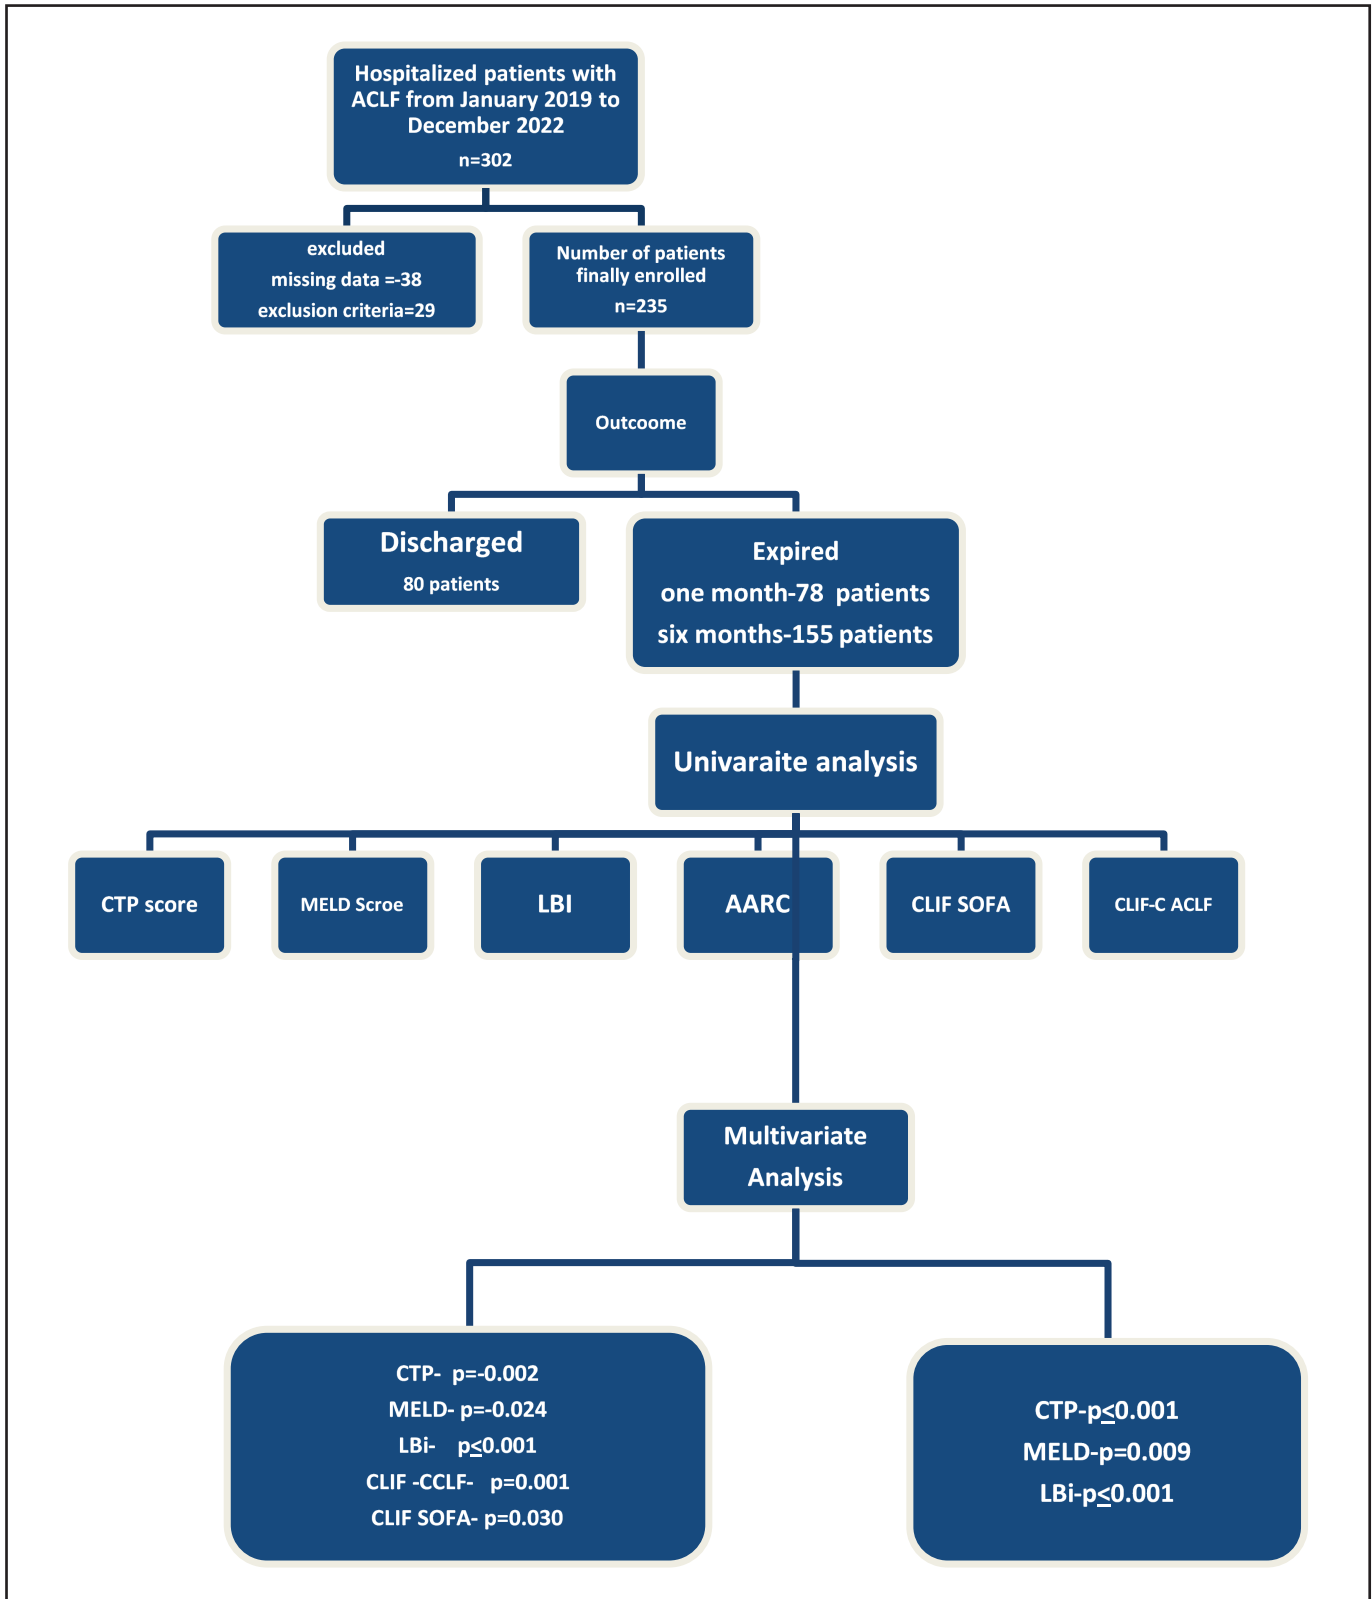 Hospitalized patients with
ACLF from January 2019 to
December 2022
n=302
excluded
missing data =-38
exclusion criteria=29
Number of patients
finally enrolled
n=235
Outcoome
Discharged
80 patients
Expired
one month-78 patients
six months-155 patients
Univaraite analysis
CTP score
MELD Scroe
LBI
AARC
CLIF SOFA
CLIF-C ACLF
Multivariate
Analysis
CTP- p=-0.002
MELD- p=-0.024
LBi- p≤0.001
CLIF -CCLF- p=0.001
CLIF SOFA- p=0.030
CTP-p≤0.001
MELD-p=0.009
LBi-p≤0.001